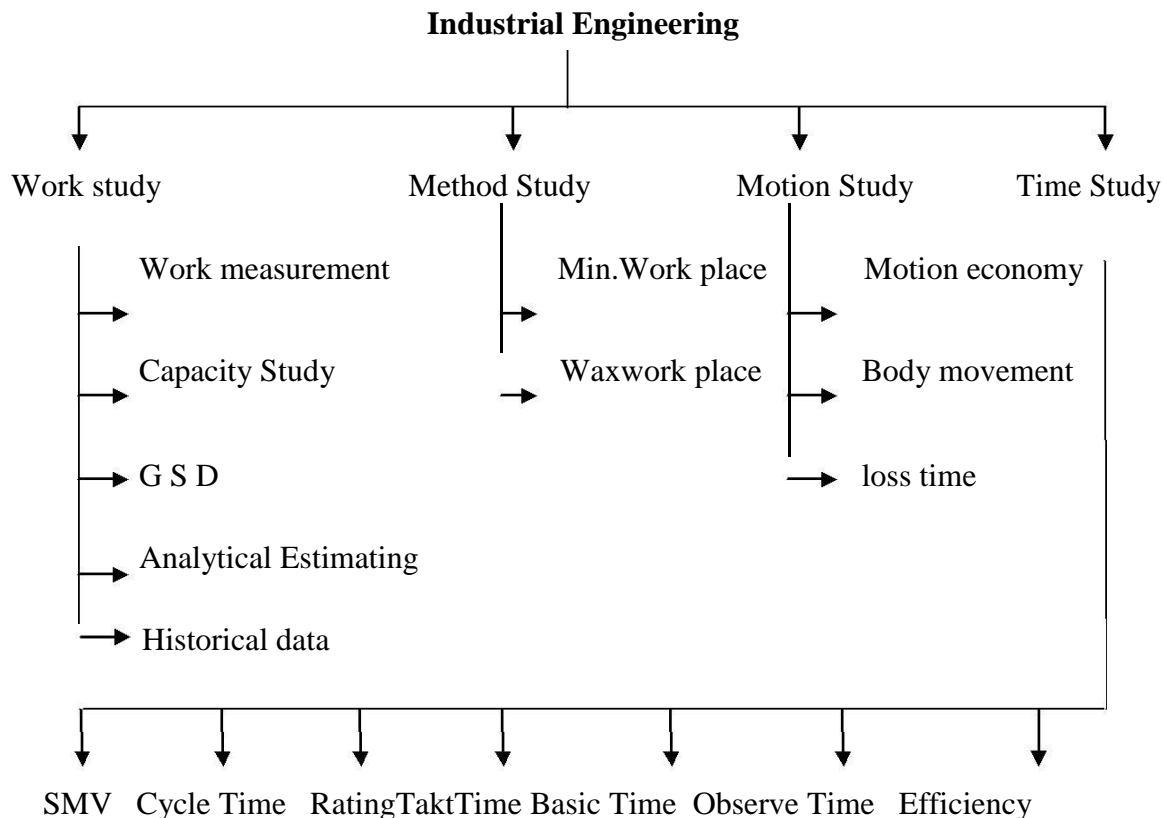 Industrial Engineering
Work study Method Study Motion Study Time Study
Work measurement Min.Work place Motion economy
Capacity Study Waxwork place Body movement
G S D loss time
Analytical Estimating
Historical data
SMV Cycle Time RatingTaktTime Basic Time Observe Time Efficiency